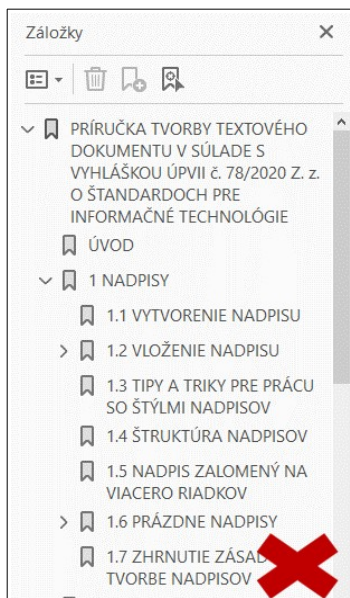 Záložky
PRÍRUČKA TVORBY TEXTOVÉHO
DOKUMENTU V SÚLADE S
VYHLÁŠKOU ÚPVII č. 78/2020 Z. z.
O ŠTANDARDOCH PRE
INFORMAČNÉ TECHNOLÓGIE
ÚVOD
1 NADPISY
1.1 VYTVORENIE NADPISU
1.2 VLOŽENIE NADPISU
1.3 TIPY A TRIKY PRE PRÁCU
SO ŠTÝLMI NADPISOV
1.4 ŠTRUKTÚRA NADPISOV
1.5 NADPIS ZALOMENÝ NA
VIACERO RIADKOV
1.6 PRÁZDNE NADPISY
1.7 ZHRNUTIE ZÁSAD
TVORBE NADPISOV